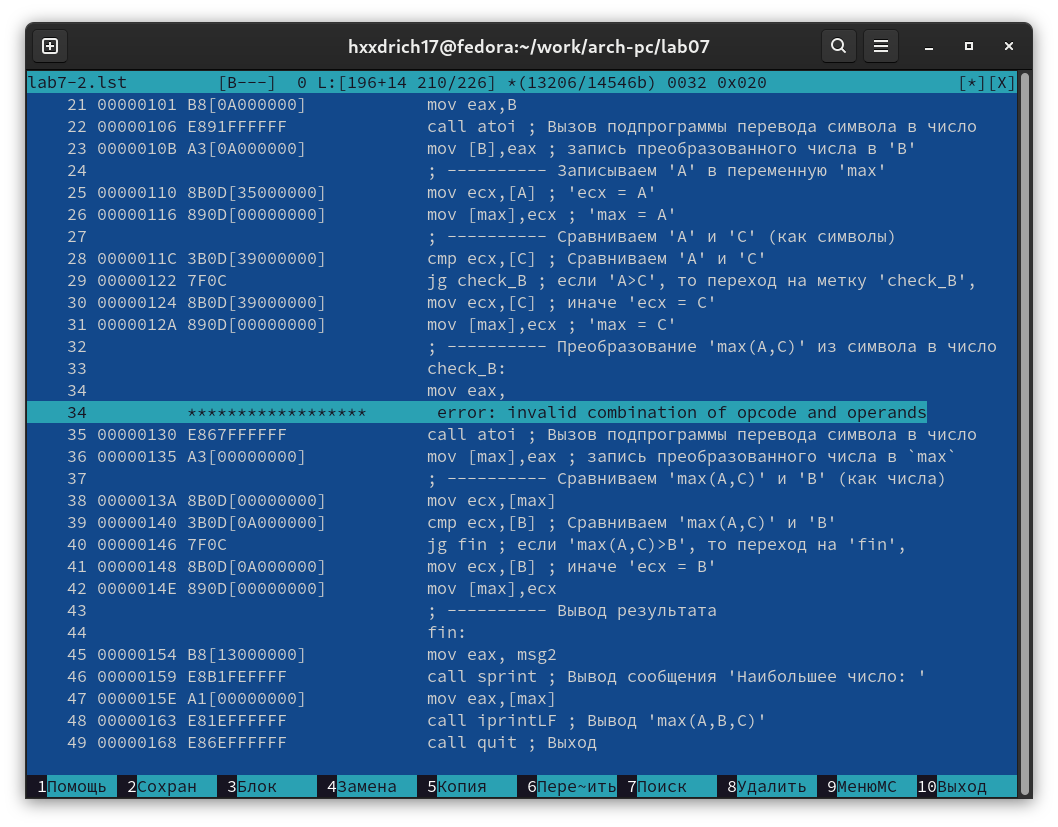 hxxdrich17@fedora:~/work/arch-pc/lab07
lab7-2.lst [B---] 0 L:[196+14 210/226] *(13206/14546b) 0032 0x020 [*][X]
21 00000101 B8[0A000000] mov eax,B
22 00000106 E891FFFFFF call atoi ; Вызов подпрограммы перевода символа в число
23 0000010B A3[0A000000] mov [B],eax ; запись преобразованного числа в 'B'
24 ; ---------- Записываем 'A' в переменную 'max'
25 00000110 8B0D[35000000] mov ecx,[A] ; 'ecx = A'
26 00000116 890D[00000000] mov [max],ecx ; 'max = A'
27 ; ---------- Сравниваем 'A' и 'С' (как символы)
28 0000011C 3B0D[39000000] cmp ecx,[C] ; Сравниваем 'A' и 'С'
29 00000122 7F0C jg check_B ; если 'A>C', то переход на метку 'check_B',
30 00000124 8B0D[39000000] mov ecx,[C] ; иначе 'ecx = C'
31 0000012A 890D[00000000] mov [max],ecx ; 'max = C'
32 ; ---------- Преобразование 'max(A,C)' из символа в число
33 check_B:
34 mov eax,
34 ****************** error: invalid combination of opcode and operands
35 00000130 E867FFFFFF call atoi ; Вызов подпрограммы перевода символа в число
36 00000135 A3[00000000] mov [max],eax ; запись преобразованного числа в `max`
37 ; ---------- Сравниваем 'max(A,C)' и 'B' (как числа)
38 0000013A 8B0D[00000000] mov ecx,[max]
39 00000140 3B0D[0A000000] cmp ecx,[B] ; Сравниваем 'max(A,C)' и 'B'
40 00000146 7F0C jg fin ; если 'max(A,C)>B', то переход на 'fin',
41 00000148 8B0D[0A000000] mov ecx,[B] ; иначе 'ecx = B'
42 0000014E 890D[00000000] mov [max],ecx
43 ; ---------- Вывод результата
44 fin:
45 00000154 B8[13000000] mov eax, msg2
46 00000159 E8B1FEFFFF call sprint ; Вывод сообщения 'Наибольшее число: '
47 0000015E A1[00000000] mov eax,[max]
48 00000163 E81EFFFFFF call iprintLF ; Вывод 'max(A,B,C)'
49 00000168 E86EFFFFFF call quit ; Выход
1Помощь 2Сохран 3Блок 4Замена 5Копия 6Пере~ить 7Поиск 8Удалить 9МенюMC 10Выход